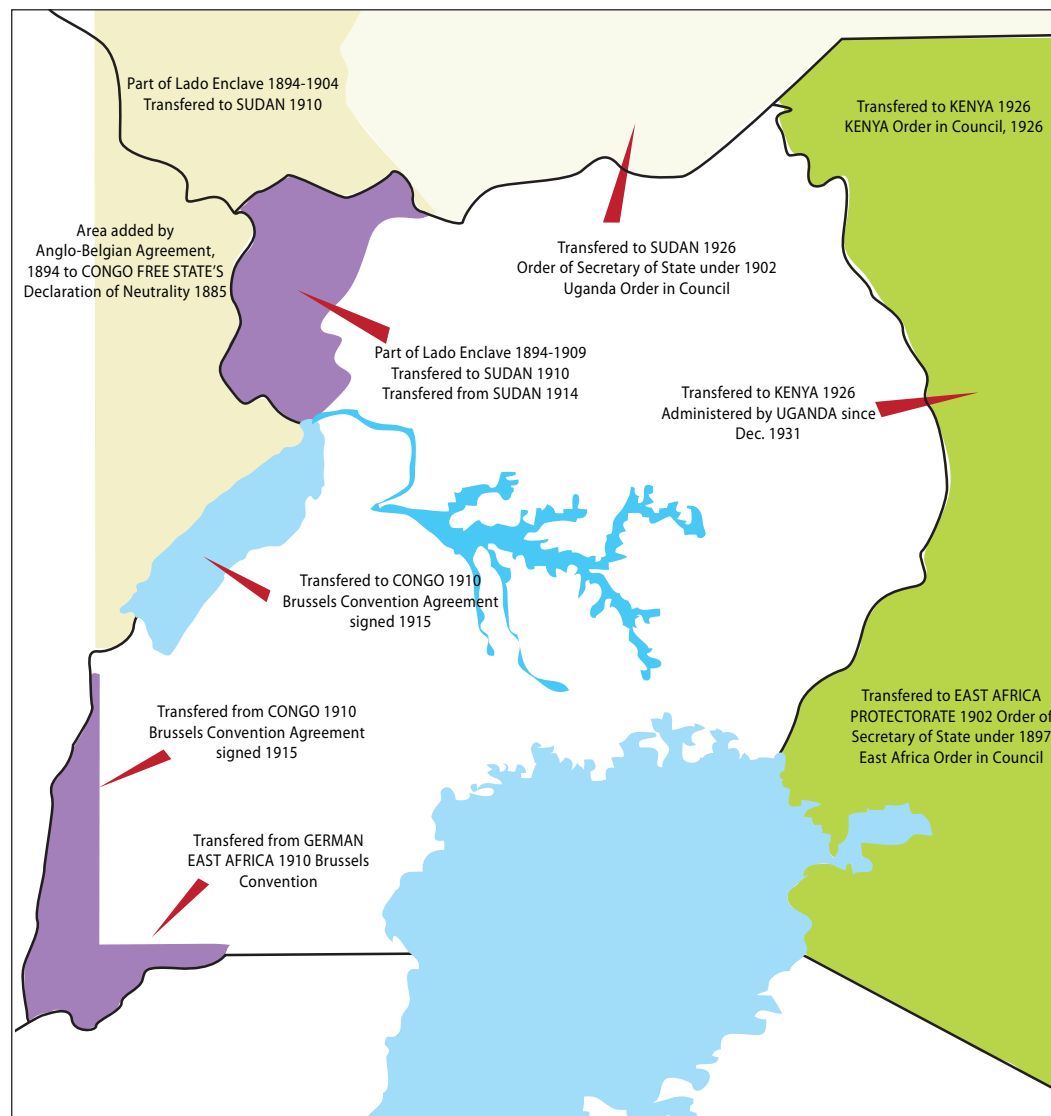 Part of Lado Enclave 1894-1904
Transfered to SUDAN 1910
Transfered to KENYA 1926
KENYA Order in Council, 1926
Area added by
Anglo-Belgian Agreement,
1894 to CONGO FREE STATE'S
Declaration of Neutrality 1885
Transfered to SUDAN 1926
Order of Secretary of State under 1902
Uganda Order in Council
Part of Lado Enclave 1894-1909
Transfered to SUDAN 1910
Transfered from SUDAN 1914
Transfered to KENYA 1926
Administered by UGANDA since
Dec. 1931
Transfered to CONGO 1910
Brussels Convention Agreement
signed 1915
Transfered from CONGO 1910
Brussels Convention Agreement
signed 1915
Transfered to EAST AFRICA
PROTECTORATE 1902 Order of
Secretary of State under 1897
East Africa Order in Council
Transfered from GERMAN
EAST AFRICA 1910 Brussels
Convention